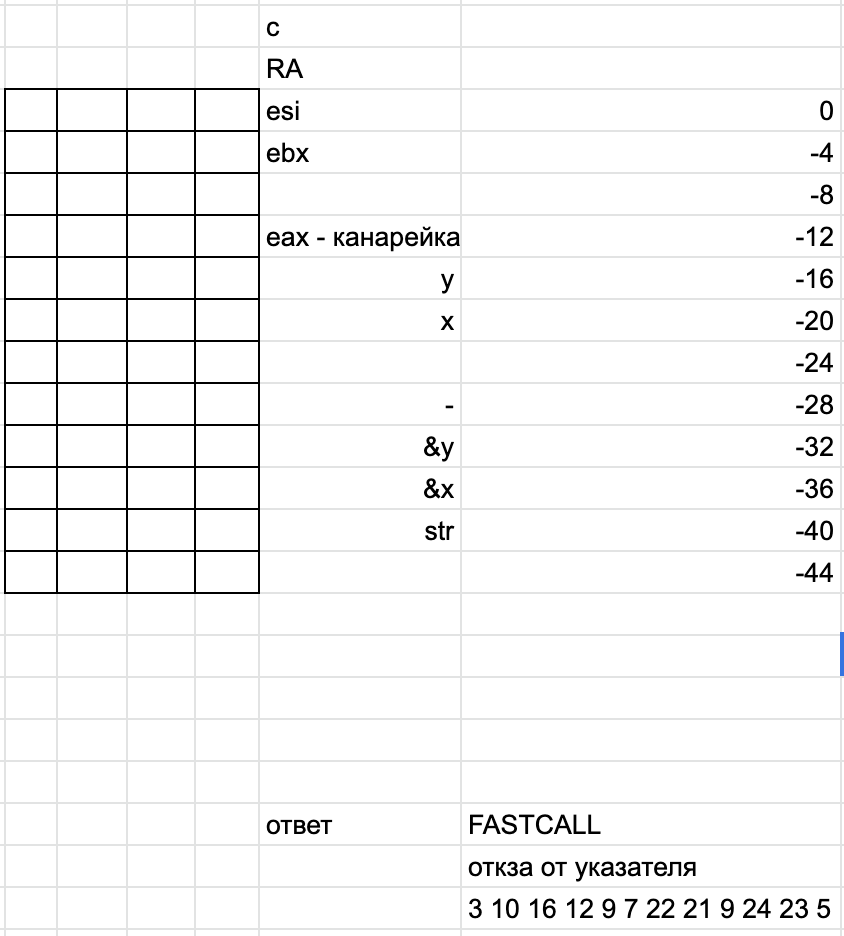 c
RA
esi 0
ebx -4
-8
eax - канарейка -12
y -16
x -20
-24
- -28
&y -32
&x -36
str -40
-44
ответ FASTCALL
откза от указателя
3 10 16 12 9 7 22 21 9 24 23 5